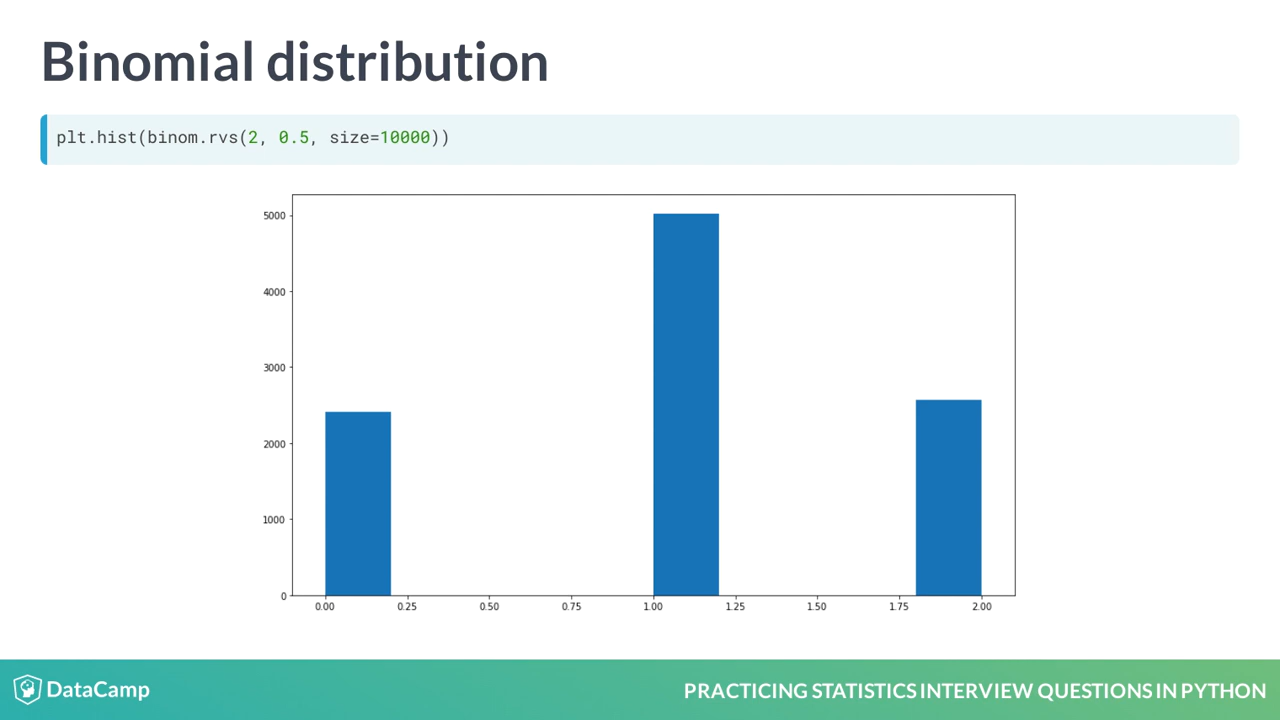 Binomial distribution
plt.hist(binom.rvs(2, 0.5, size=10000))
5000
4000
3000
2000
1000
0
0.00 0.25 0.50 0.75 1.00 1.25 1.50 1.75 2.00
DataCamp
PRACTICING STATISTICS INTERVIEW QUESTIONS IN PYTHON